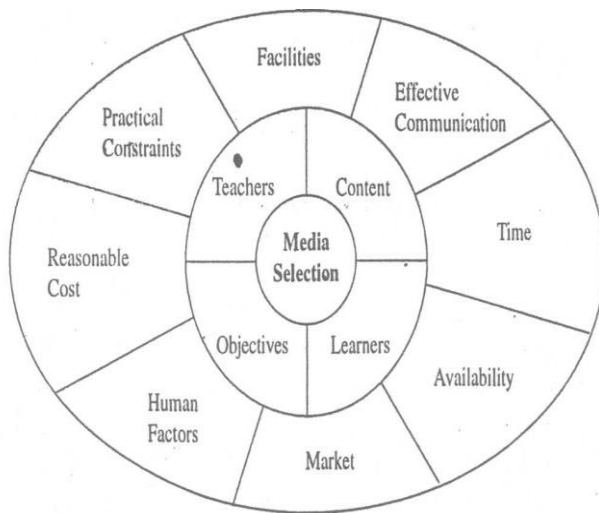 Facilities
Effective
Communication
Practical
Constraints
Teachers
Content
Time
Reasonable
Cost
Media
Selection
Objectives
Learners
Availability
Human
Factors
Market